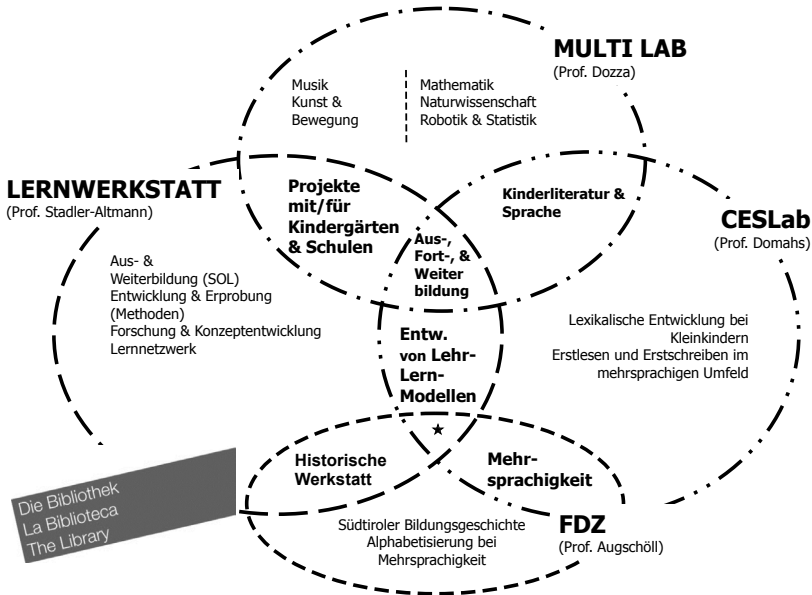 MULTI LAB
(Prof. Dozza)
Musik
Kunst &
Bewegung
Mathematik
Naturwissenschaft
Robotik & Statistik
LERNWERKSTATT
(Prof. Stadler-Altmann)
Projekte
mit/für
Kindergärten
& Schulen
Kinderliteratur &
Sprache
CESLab
(Prof. Domahs)
Aus-,
Fort-, &
Weiter
bildung
Aus- &
Weiterbildung (SOL)
Entwicklung & Erprobung
(Methoden)
Forschung & Konzeptentwicklung
Lernnetzwerk
Lexikalische Entwicklung bei
Kleinkindern
Erstlesen und Erstschreiben im
mehrsprachigen Umfeld
Entw.
von Lehr-
Lern-
Modellen
Historische
Werkstatt
Mehr-
sprachigkeit
Die Bibliothek
La Biblioteca
The Library
Südtiroler Bildungsgeschichte
Alphabetisierung bei
Mehrsprachigkeit
FDZ
(Prof. Augschöll)